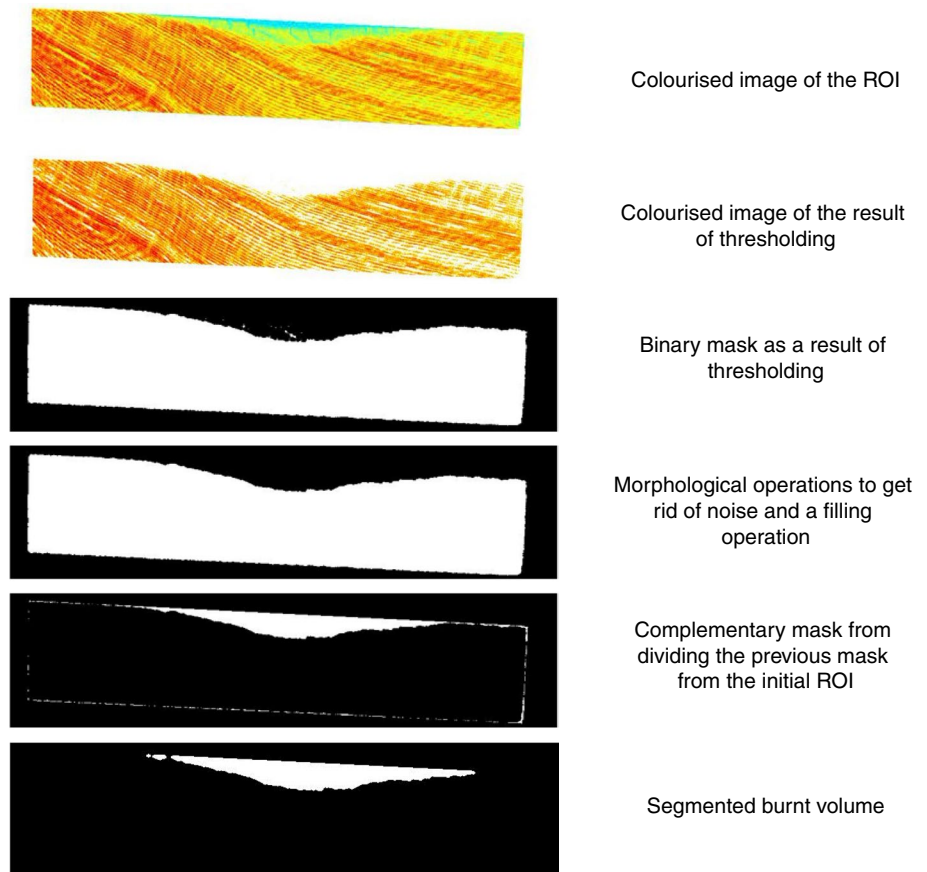 Colourised image of the ROI
Colourised image of the result
of thresholding
Binary mask as a result of
thresholding
Morphological operations to get
rid of noise and a filling
operation
Complementary mask from
dividing the previous mask
from the initial ROI
Segmented burnt volume